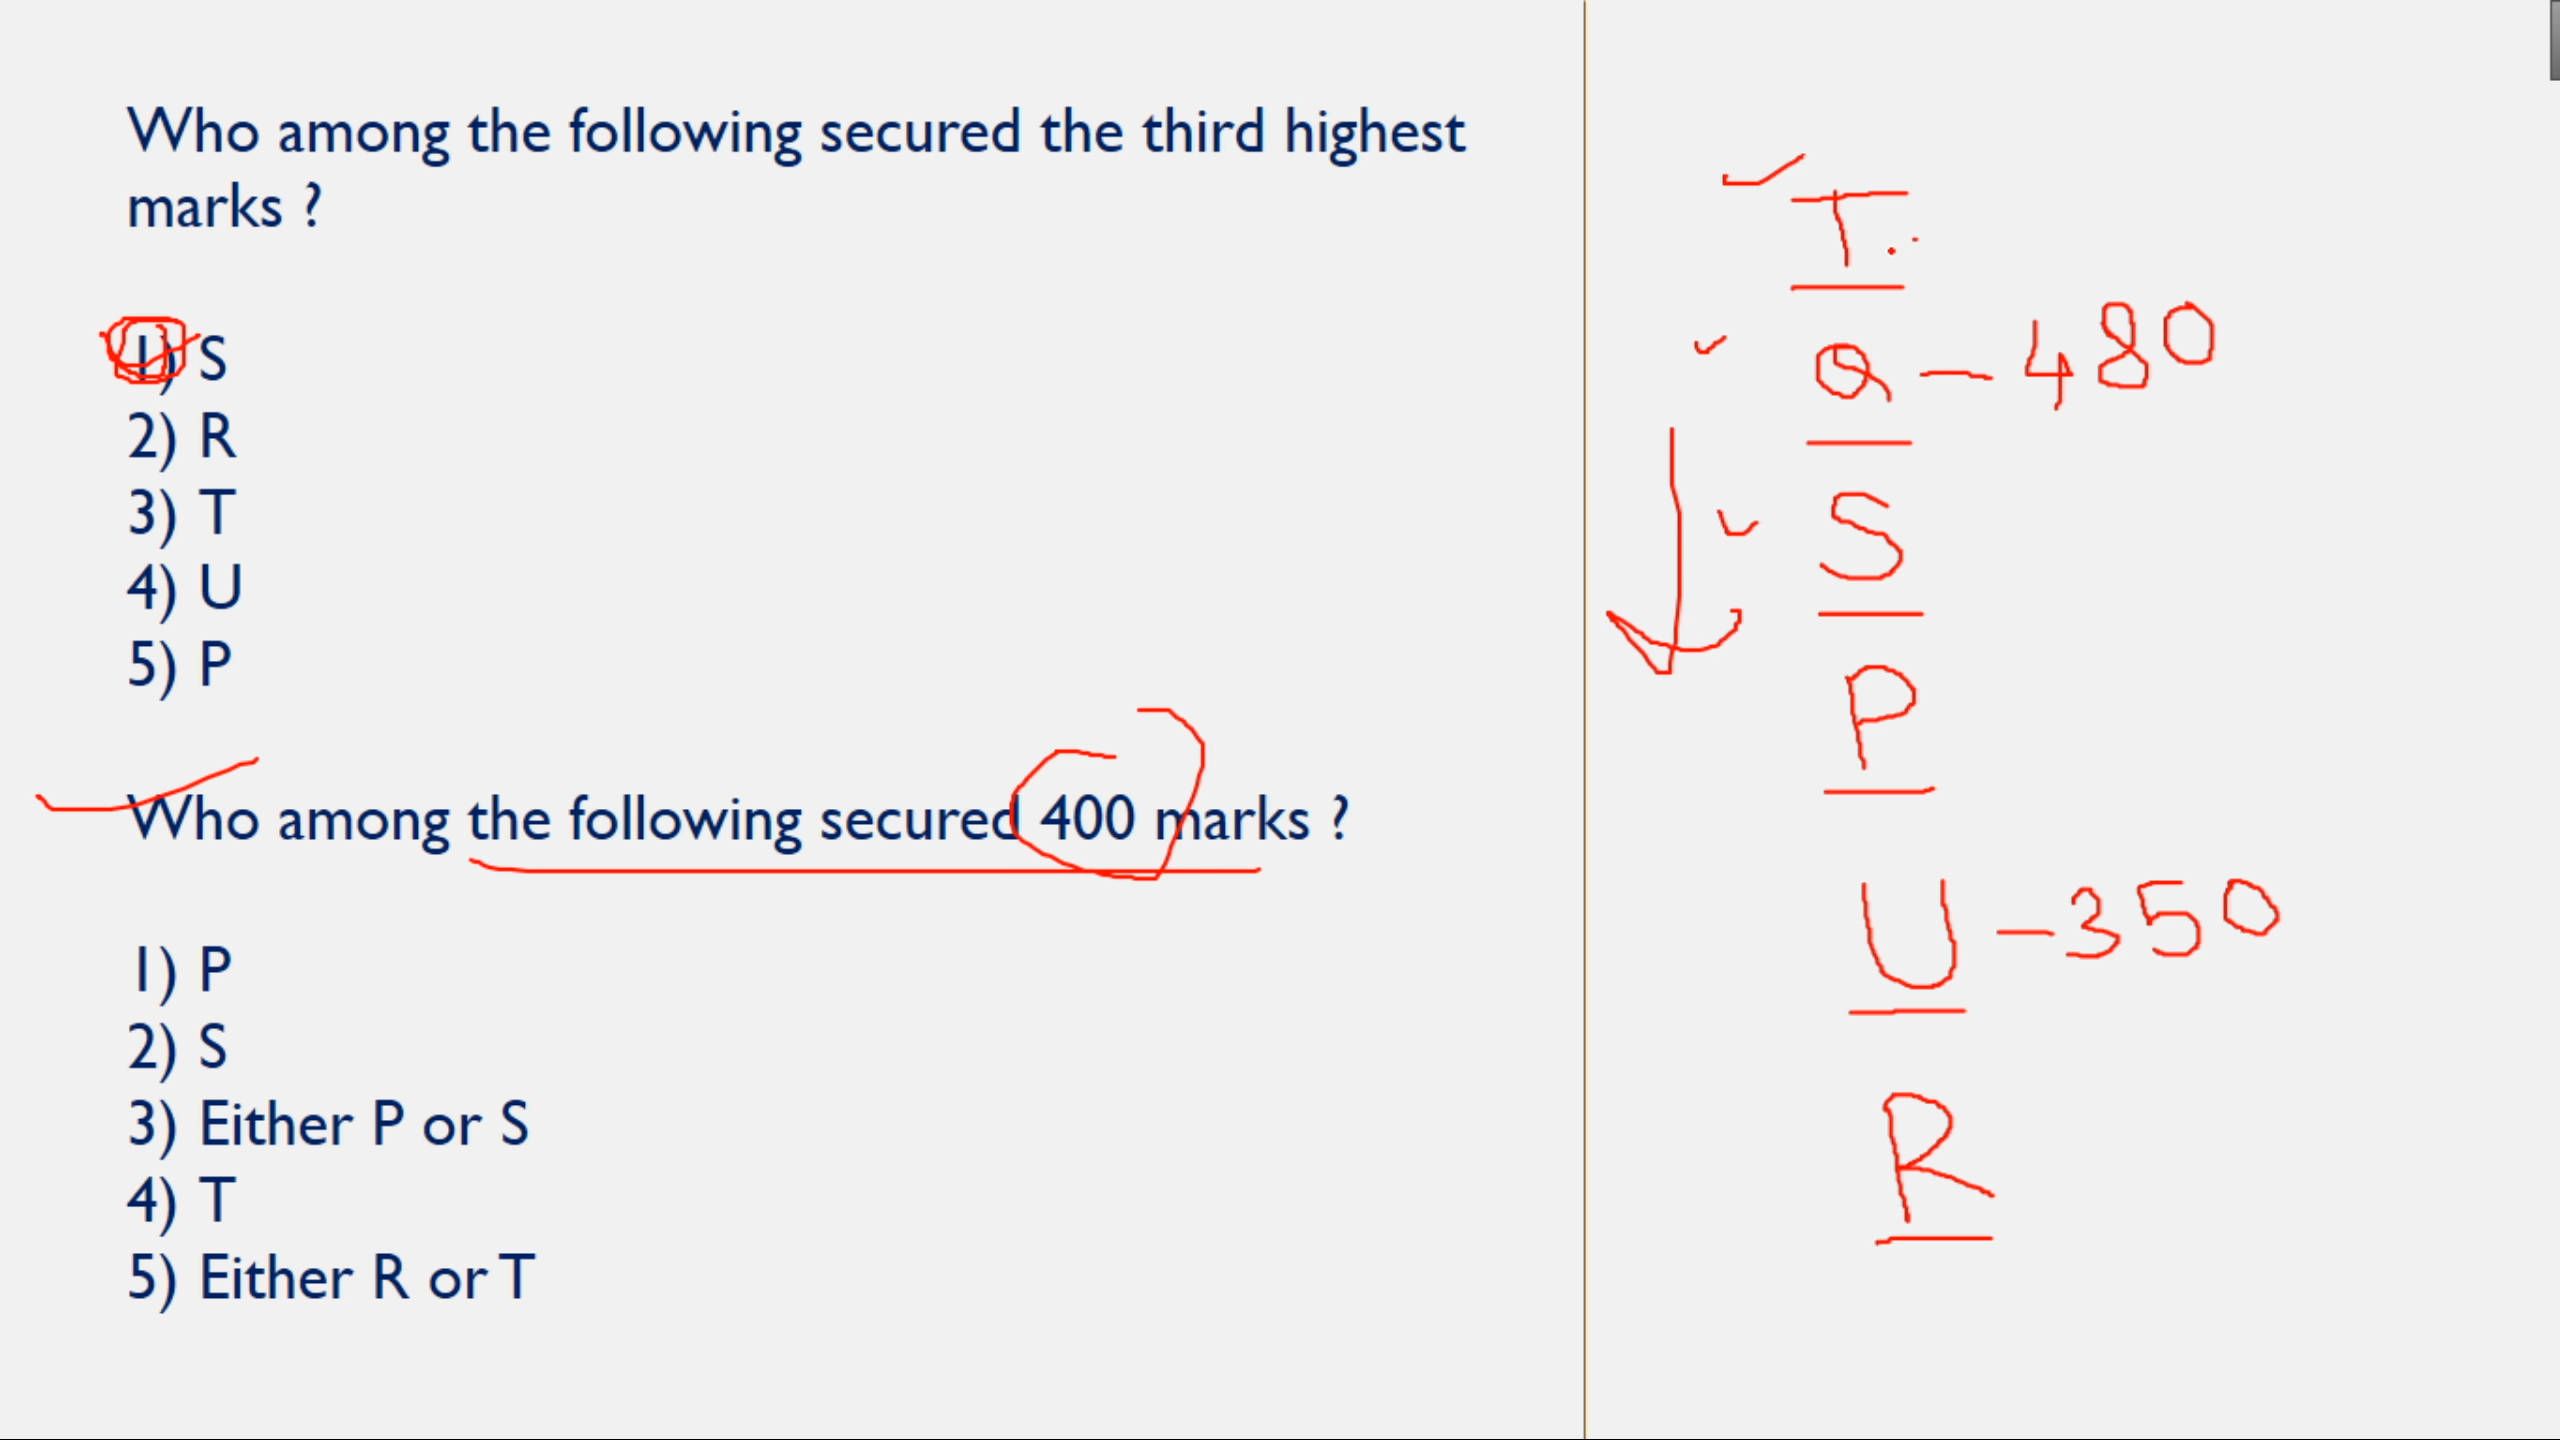 Who among the following secured the third highest
marks ?
1) S
2) R
3) T
4) U
5) P
Who among the following secured 400 marks ?
1) P
2) S
3) Either P or S
4) T
5) Either R or T
T
Q - 480
S
P
U - 350
R